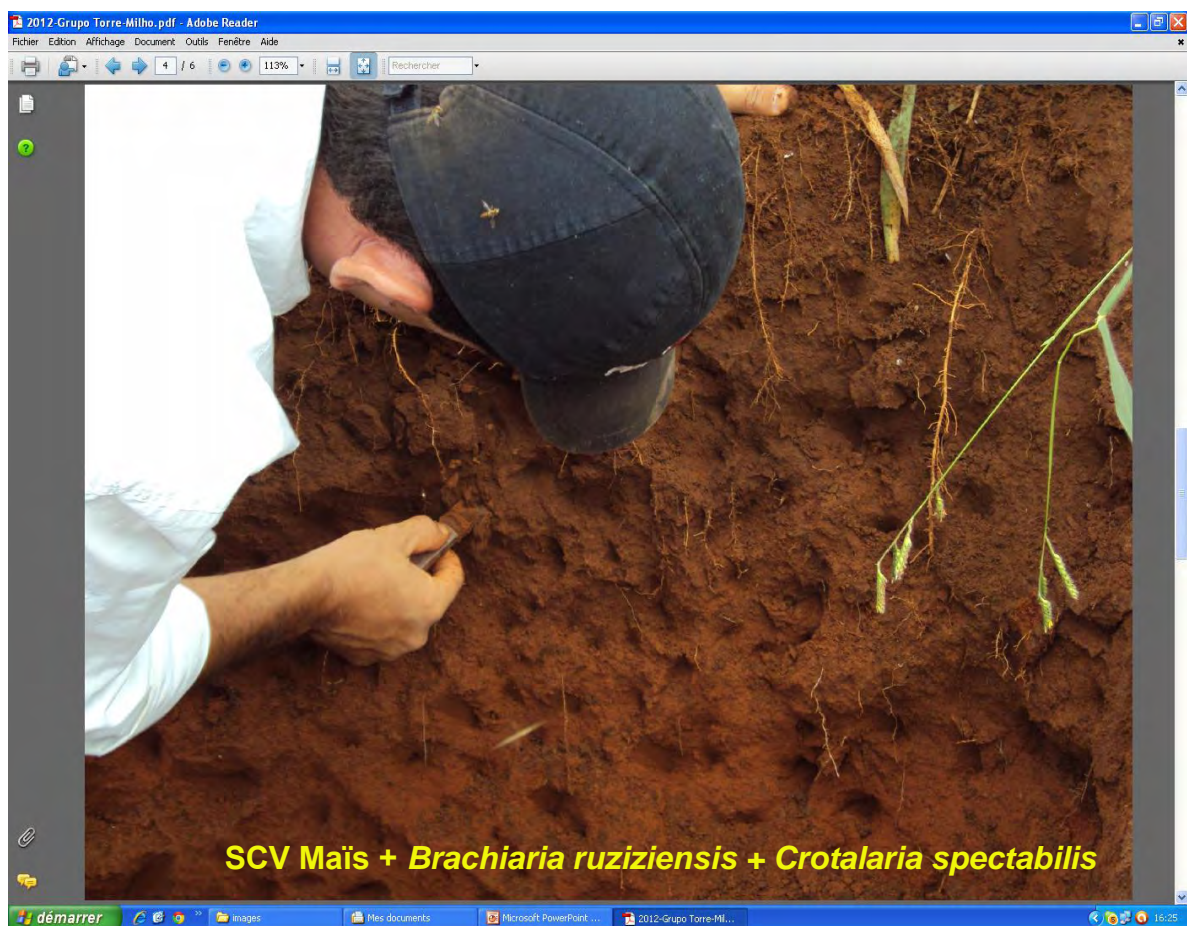 2012-Grupo Torre-Milho.pdf - Adobe Reader
Fichier Edition Affichage Document Outils Fenêtre Aide
4 / 6 113% Rechercher
SCV Maïs + Brachiaria ruziziensis + Crotalaria spectabilis
démarrer images Mes documents Microsoft PowerPoint ... 2012-Grupo Torre-Mil... 16:25